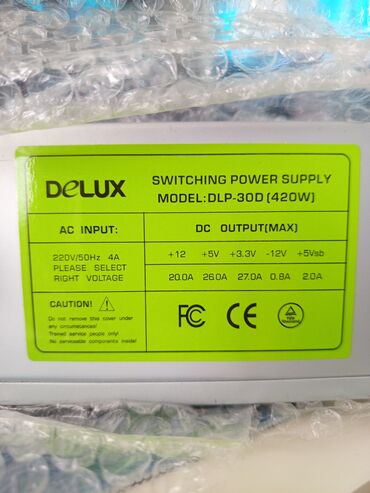 DELUX
SWITCHING POWER SUPPLY
MODEL:DLP-30D (420W)
AC INPUT:
220V/50Hz 4A
PLEASE SELECT
RIGHT VOLTAGE
DC OUTPUT(MAX)
+12 +5V +3.3V -12V +5Vsb
20.0A 26.0A 27.0A 0.8A 2.0A
CAUTION!
Do not remove this cover under
any circumstances!
Trained service people only!
No serviceable components inside!
FC CE